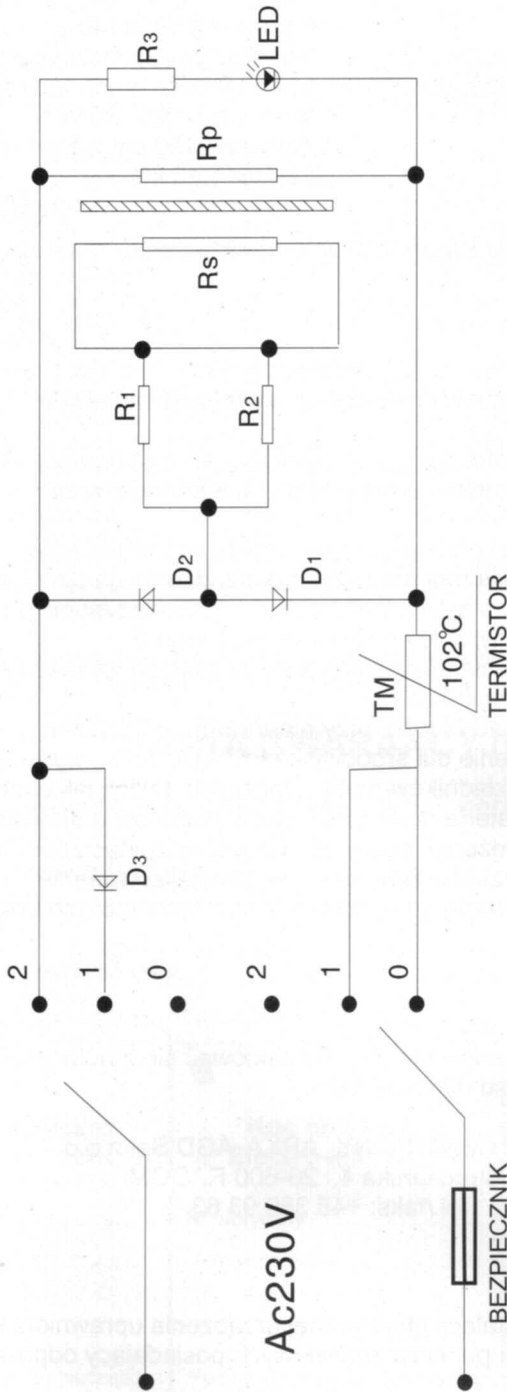 2
1
0
D3
D2
D1
R1
R2
Rs
Rp
R3
LED
Ac230V
2
1
0
TM
102°C
TERMISTOR
BEZPIECZNIK